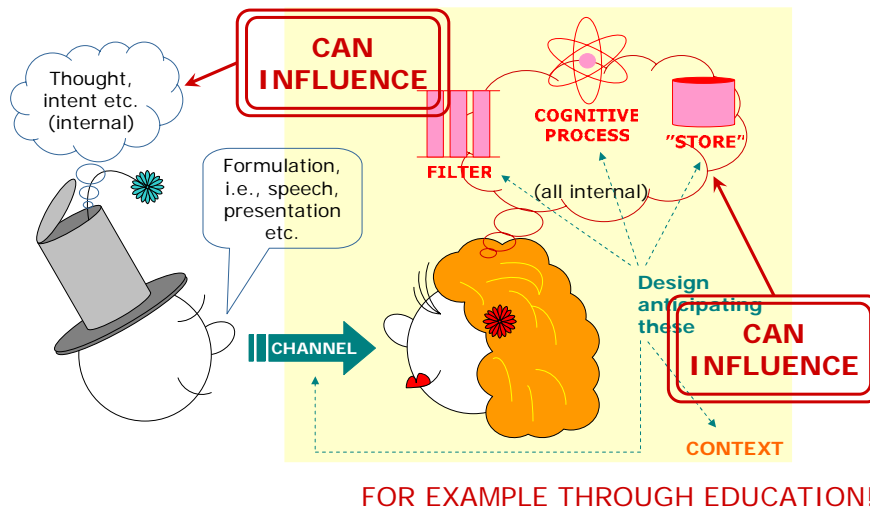 CAN
INFLUENCE
Thought,
intent etc.
(internal)
COGNITIVE
PROCESS
"STORE"
FILTER
Formulation,
i.e., speech,
presentation
etc.
(all internal)
Design
anticipating
these
CHANNEL
CAN
INFLUENCE
CONTEXT
FOR EXAMPLE THROUGH EDUCATION!